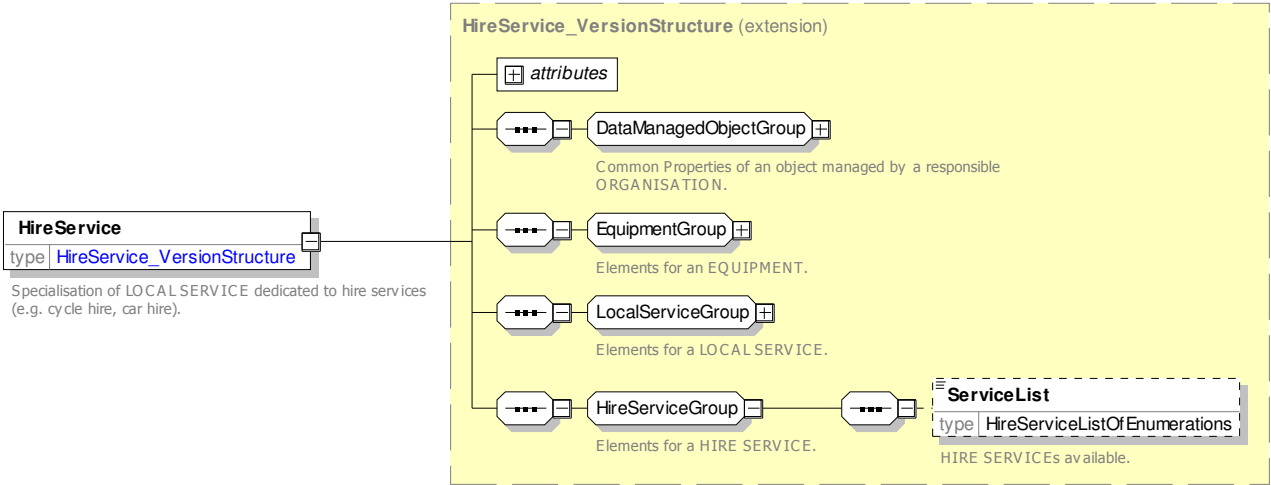 HireService_VersionStructure (extension)
attributes
DataManagedObjectGroup
Common Properties of an object managed by a responsible
ORGANISATION.
HireService
type HireService_VersionStructure
Specialisation of LOCAL SERVICE dedicated to hire services
(e.g. cycle hire, car hire).
EquipmentGroup
Elements for an EQUIPMENT.
LocalServiceGroup
Elements for a LOCAL SERVICE.
HireServiceGroup
Elements for a HIRE SERVICE.
ServiceList
type HireServiceListOfEnumerations
HIRE SERVICEs available.